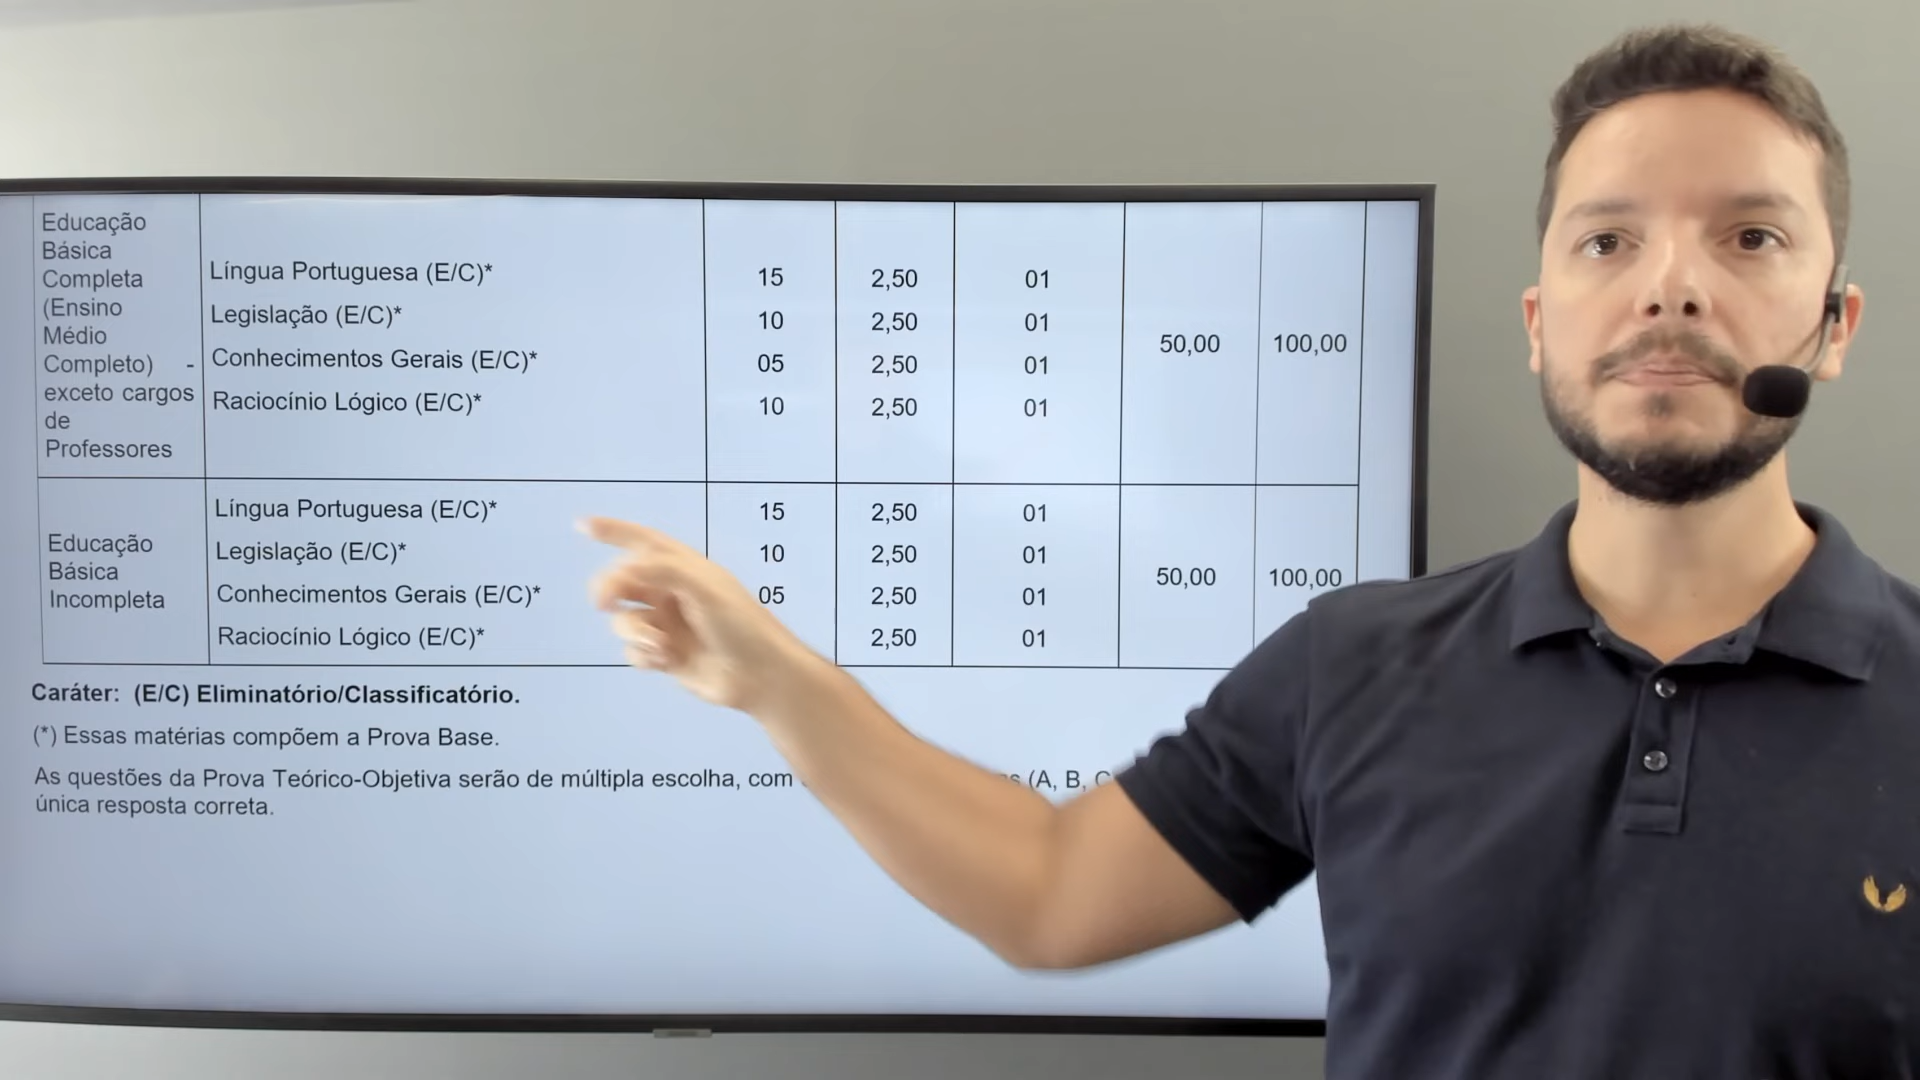 Educação
Básica
Completa
(Ensino
Médio
Completo) -
exceto cargos
de
Professores
Língua Portuguesa (E/C)* 15 2,50 01
Legislação (E/C)* 10 2,50 01
Conhecimentos Gerais (E/C)* 05 2,50 01
Raciocínio Lógico (E/C)* 10 2,50 01
50,00 100,00
Educação
Básica
Incompleta
Língua Portuguesa (E/C)* 15 2,50 01
Legislação (E/C)* 10 2,50 01
Conhecimentos Gerais (E/C)* 05 2,50 01
Raciocínio Lógico (E/C)* 2,50 01
50,00 100,00
Caráter: (E/C) Eliminatório/Classificatório.
(*) Essas matérias compõem a Prova Base.
As questões da Prova Teórico-Objetiva serão de múltipla escolha, com (A, B, C
única resposta correta.